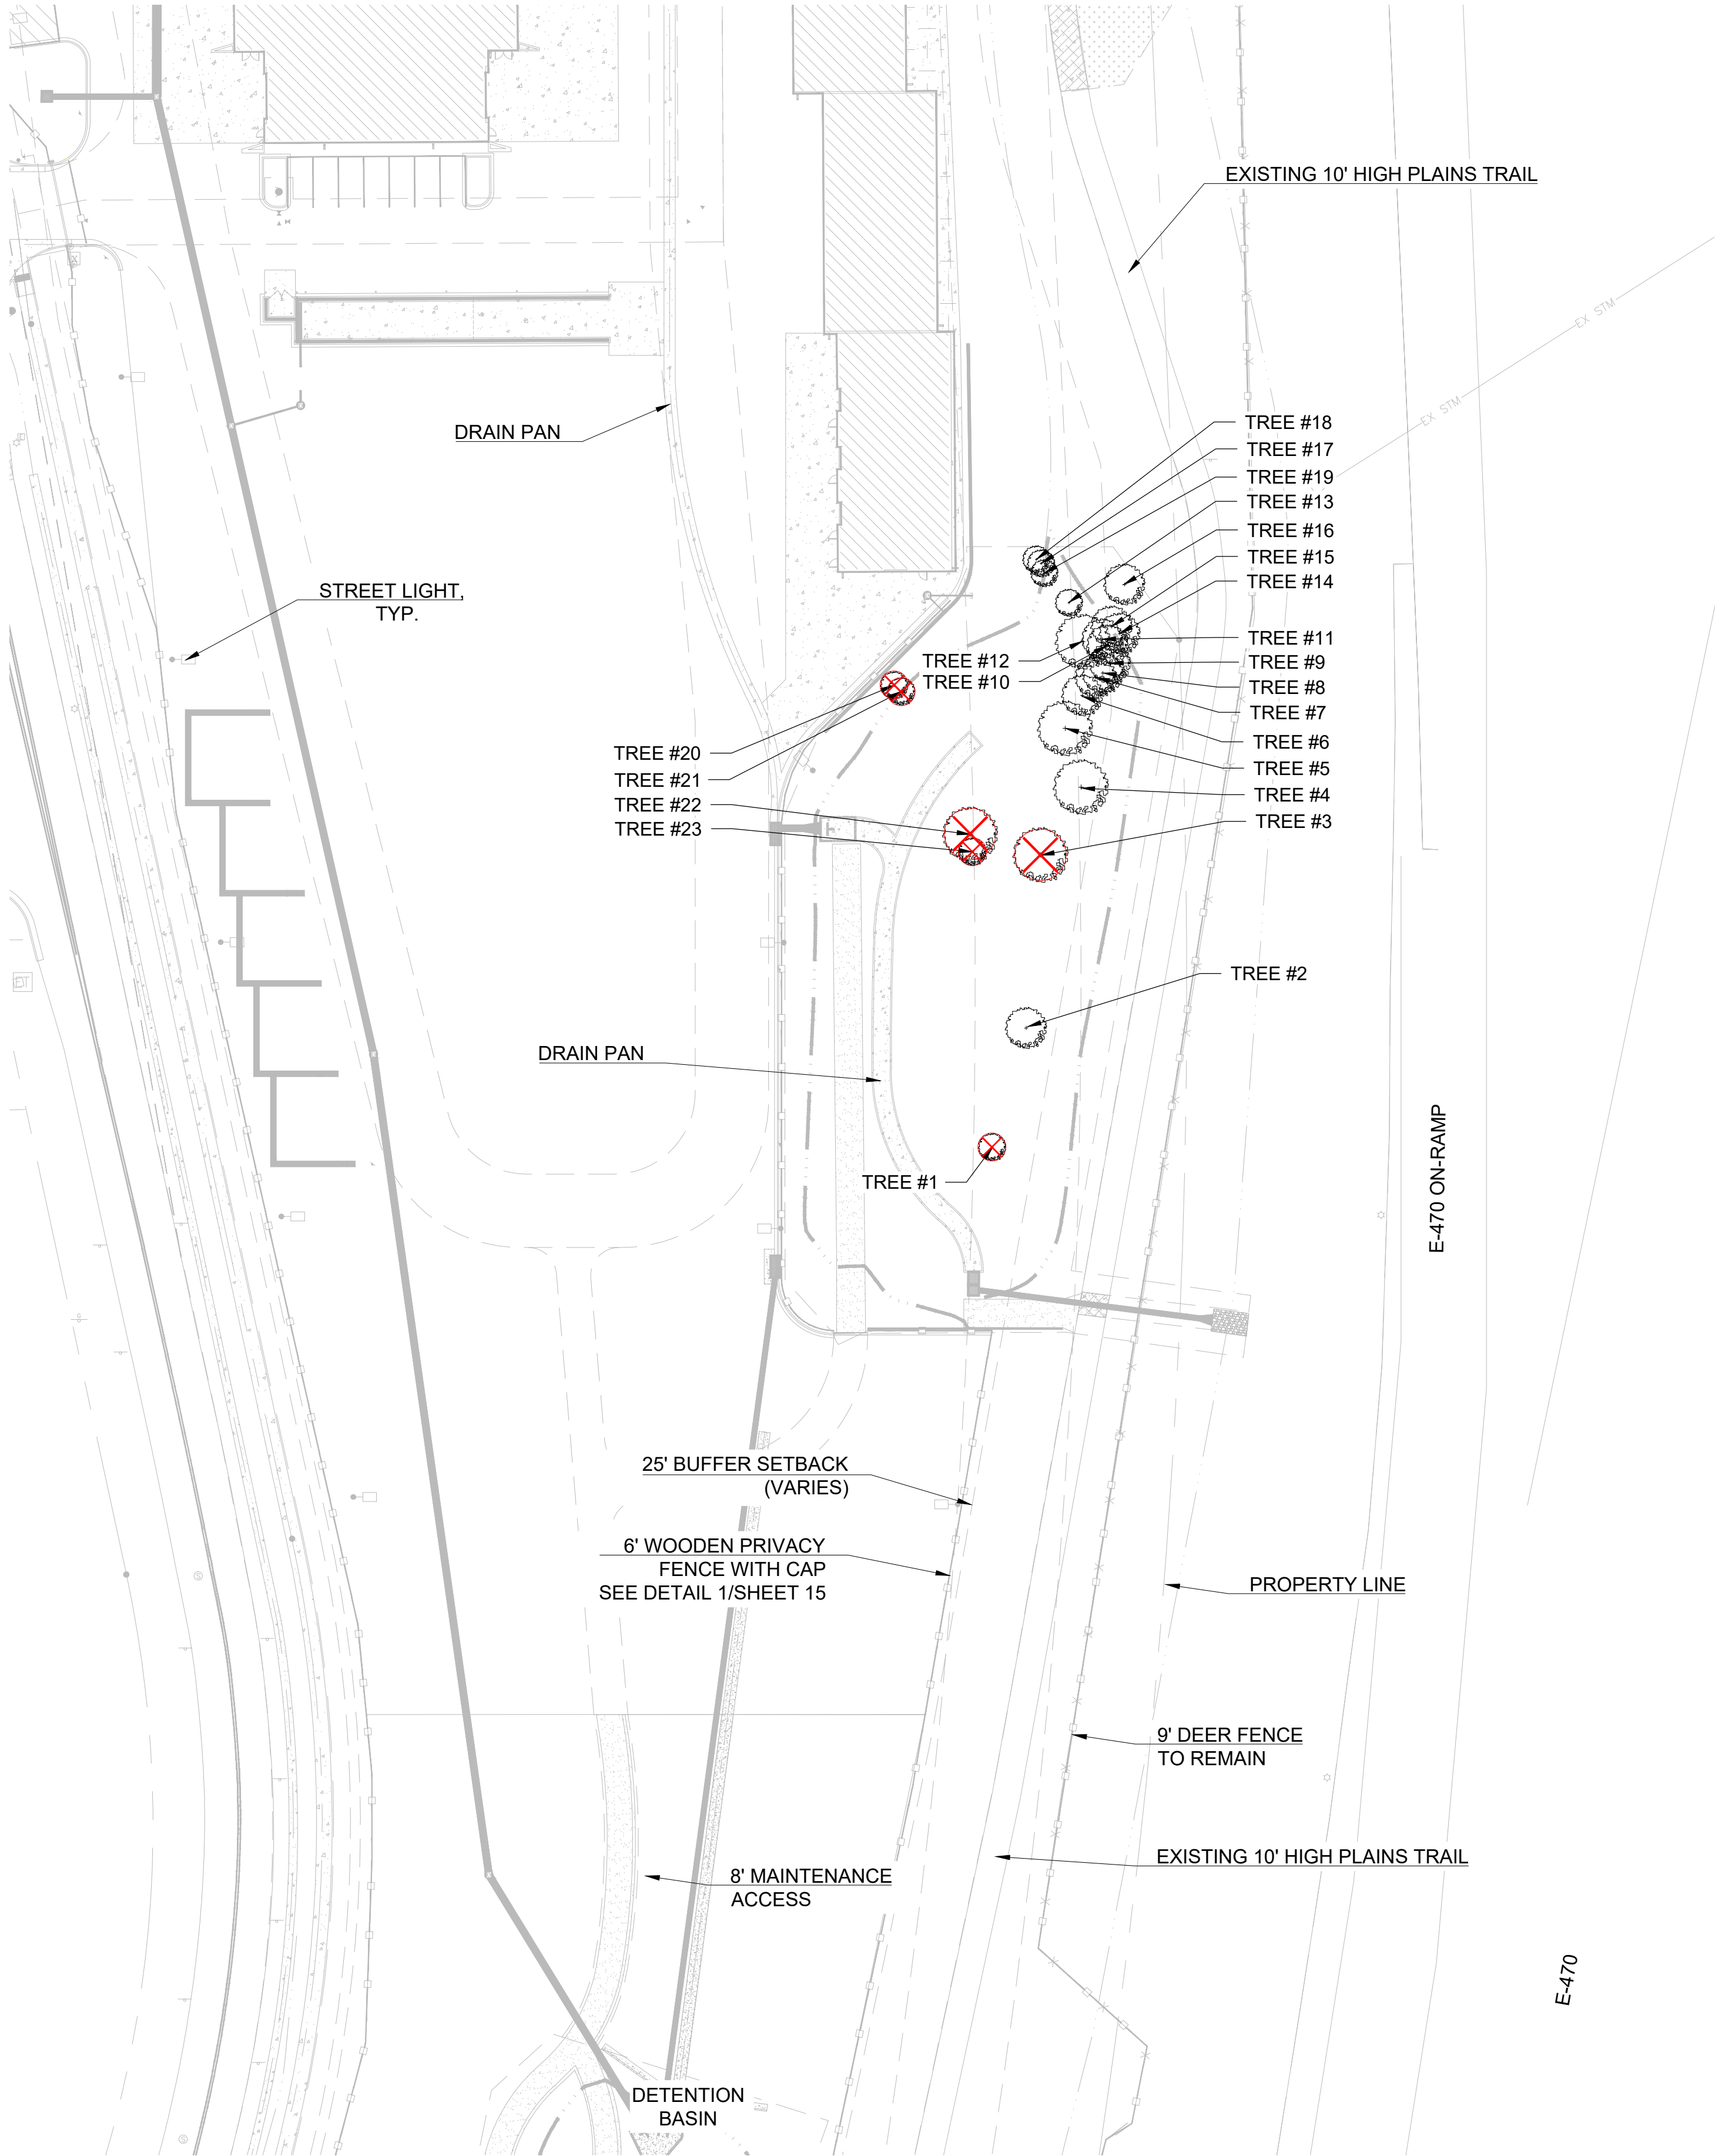 EXISTING 10' HIGH PLAINS TRAIL
EX STM
EX STM
DRAIN PAN
TREE #18
TREE #17
TREE #19
TREE #13
TREE #16
TREE #15
TREE #14
STREET LIGHT,
TYP.
TREE #11
TREE #12
TREE #9
TREE #10
TREE #8
TREE #7
TREE #6
TREE #20
TREE #5
TREE #21
TREE #4
TREE #22
TREE #3
TREE #23
TREE #2
DRAIN PAN
E-470 ON-RAMP
TREE #1
25' BUFFER SETBACK
(VARIES)
6' WOODEN PRIVACY
FENCE WITH CAP
SEE DETAIL 1/SHEET 15
PROPERTY LINE
9' DEER FENCE
TO REMAIN
EXISTING 10' HIGH PLAINS TRAIL
8' MAINTENANCE
ACCESS
E-470
DETENTION
BASIN